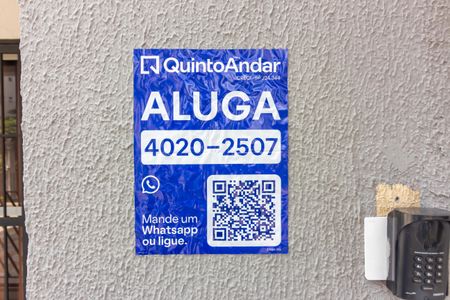 QuintoAndar
ALUGA
4020-2507
Mande um
Whatsapp
ou ligue.